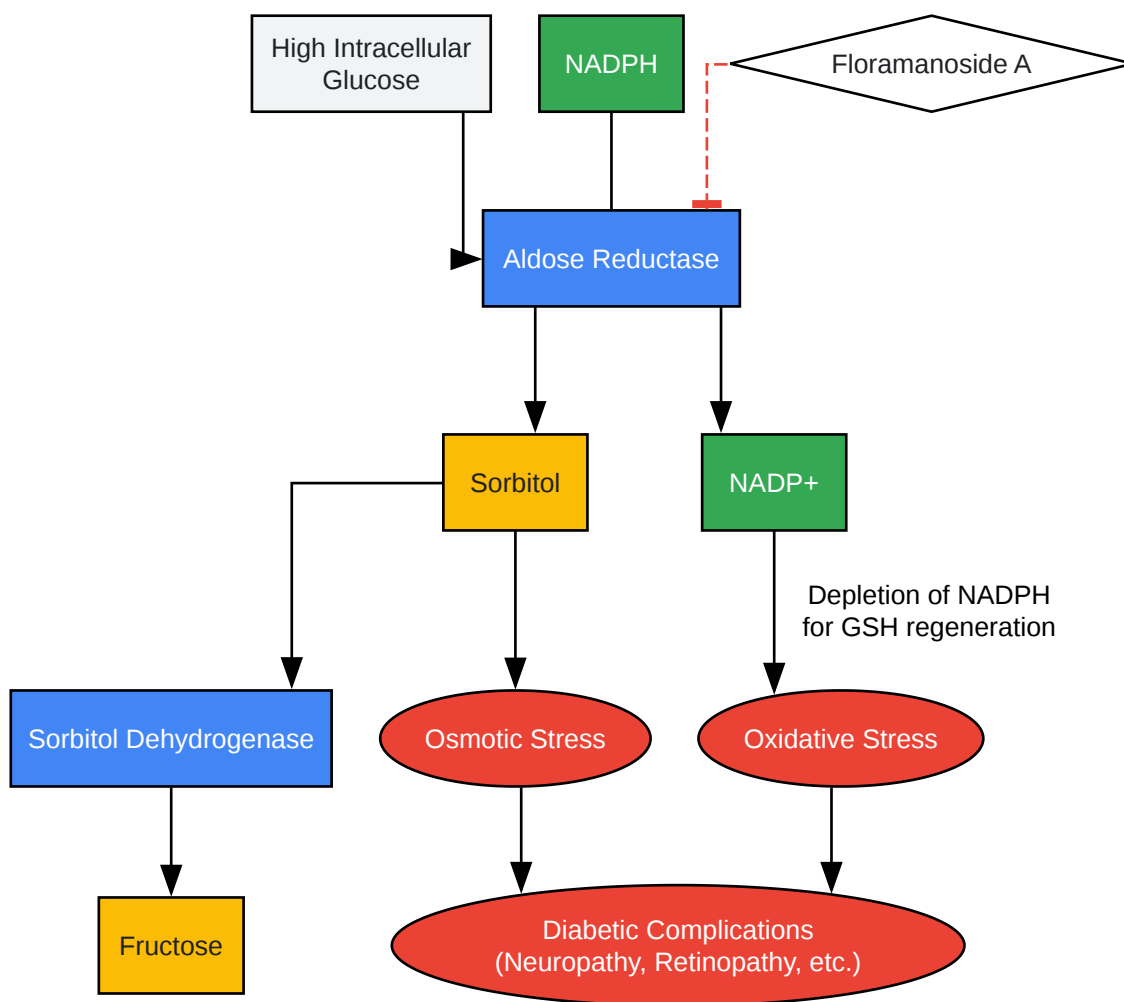 High Intracellular
Glucose
NADPH
Floramanoside A
Aldose Reductase
Sorbitol
NADP+
Depletion of NADPH
for GSH regeneration
Sorbitol Dehydrogenase
Osmotic Stress
Oxidative Stress
Fructose
Diabetic Complications
(Neuropathy, Retinopathy, etc.)